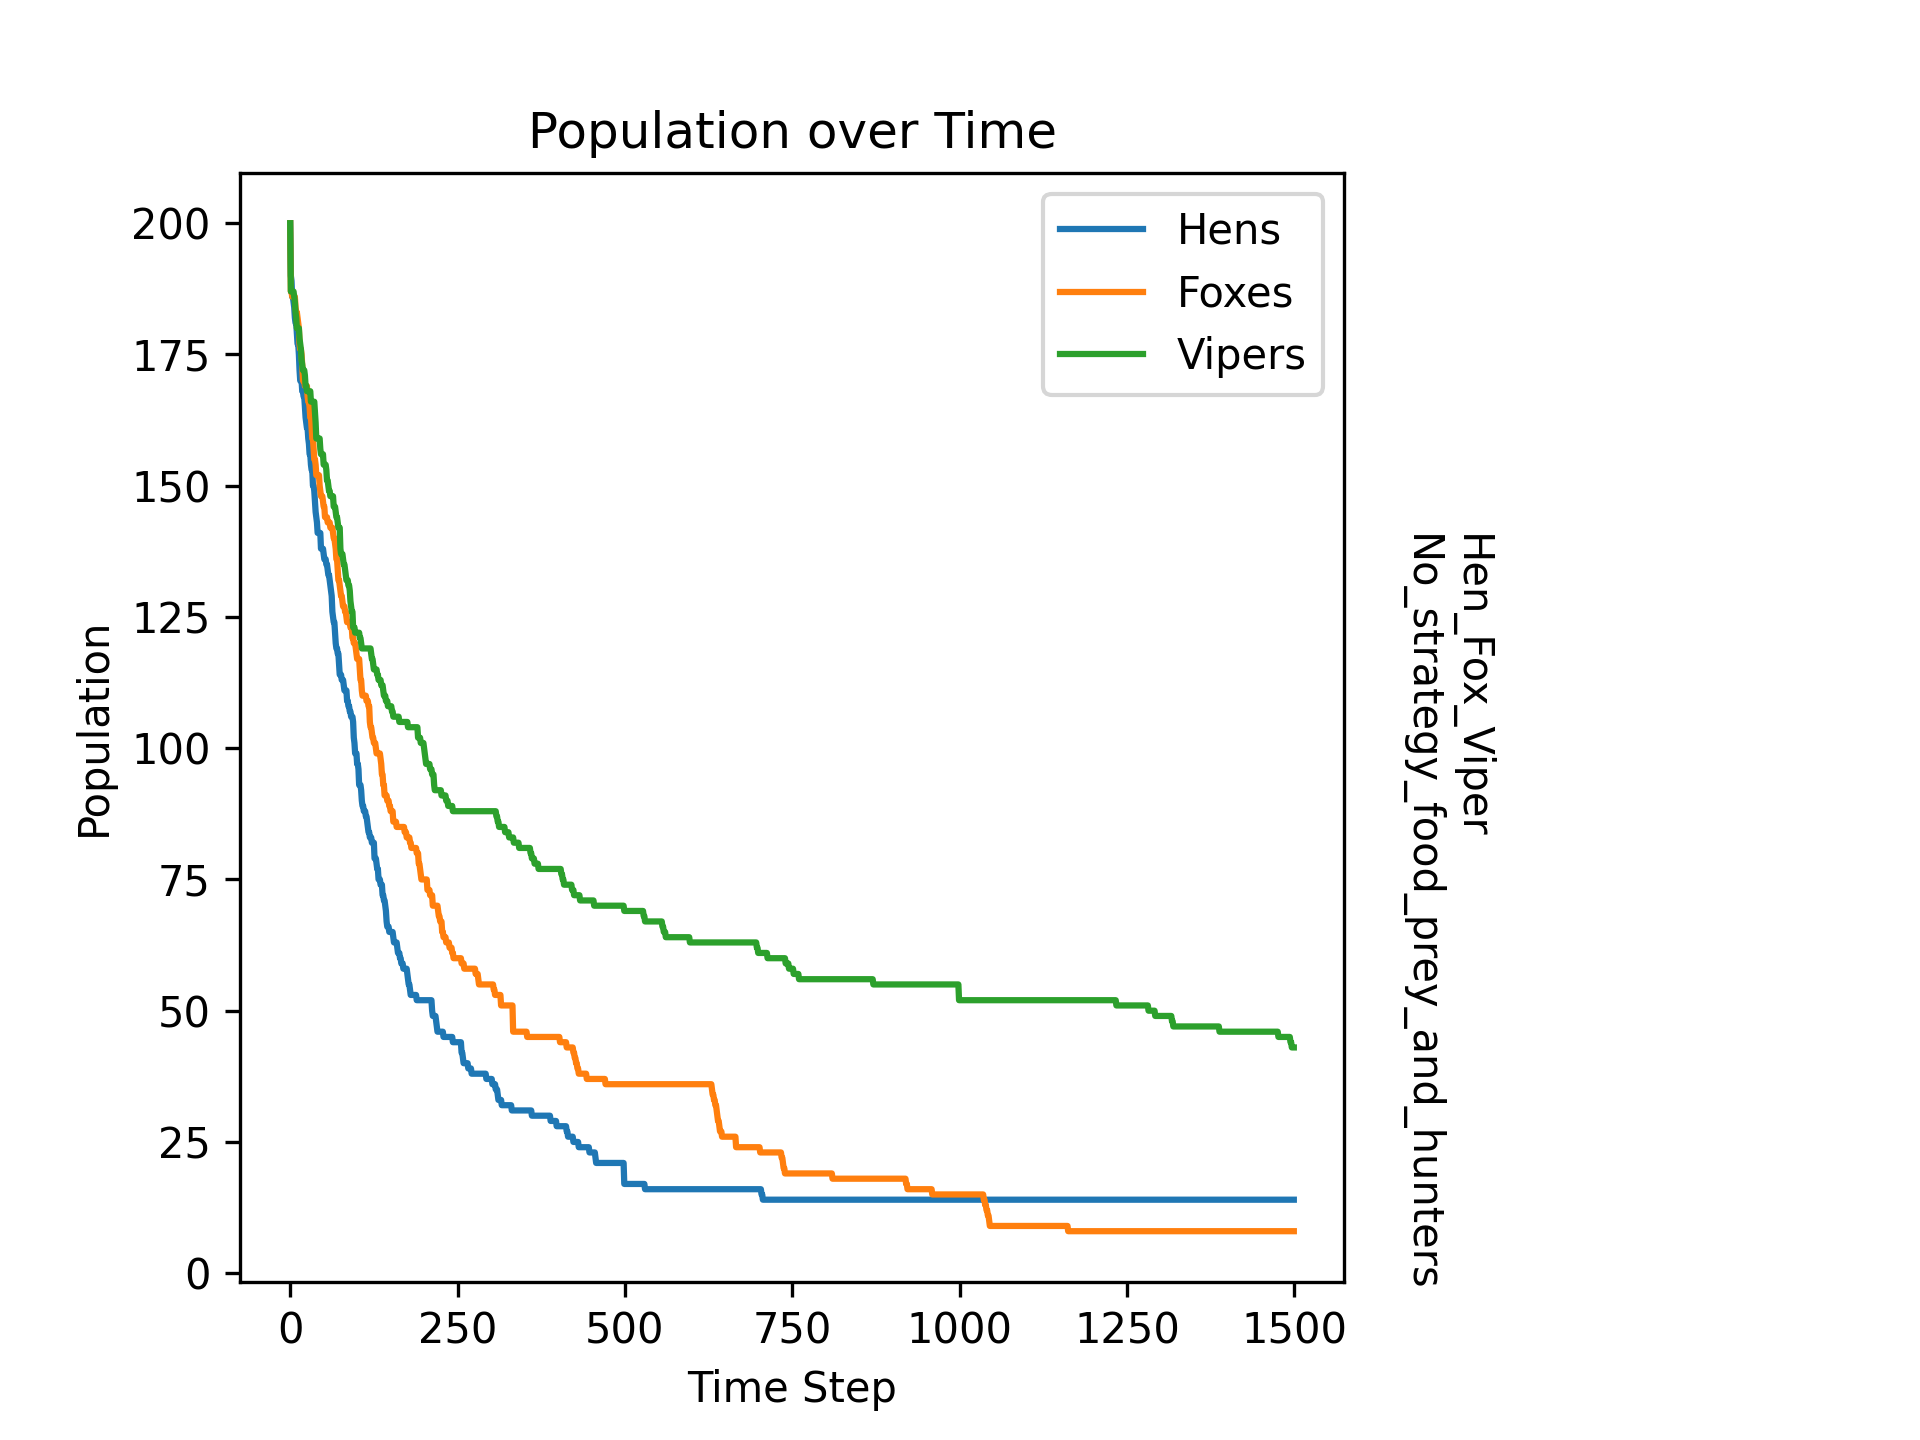 Population over Time
Hens
Foxes
Vipers
200
175
150
125
100
75
50
25
0
Population
0 250 500 750 1000 1250 1500
Time Step
Hen_Fox_Viper
No_strategy_food_prey_and_hunters